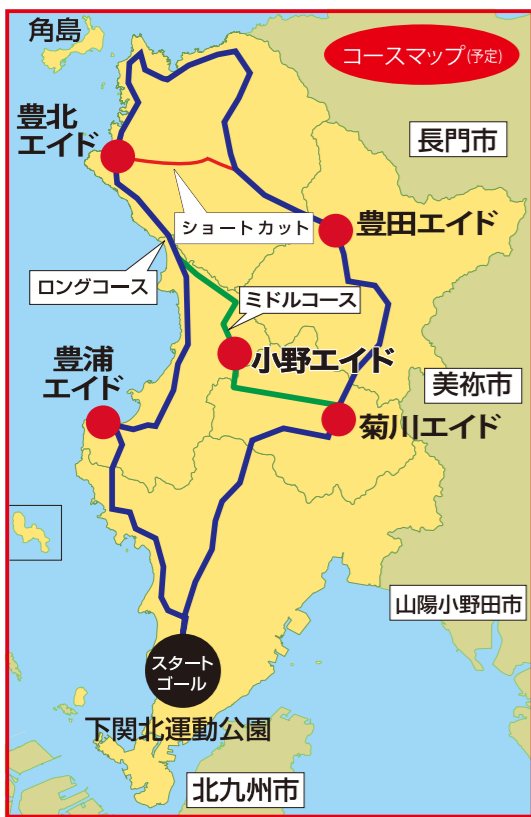 角島
コースマップ(予定)
豊北
エイド
長門市
ショートカット
豊田エイド
ロングコース
ミドルコース
小野エイド
豊浦
エイド
美祢市
菊川エイド
山陽小野田市
スタート
ゴール
下関北運動公園
北九州市